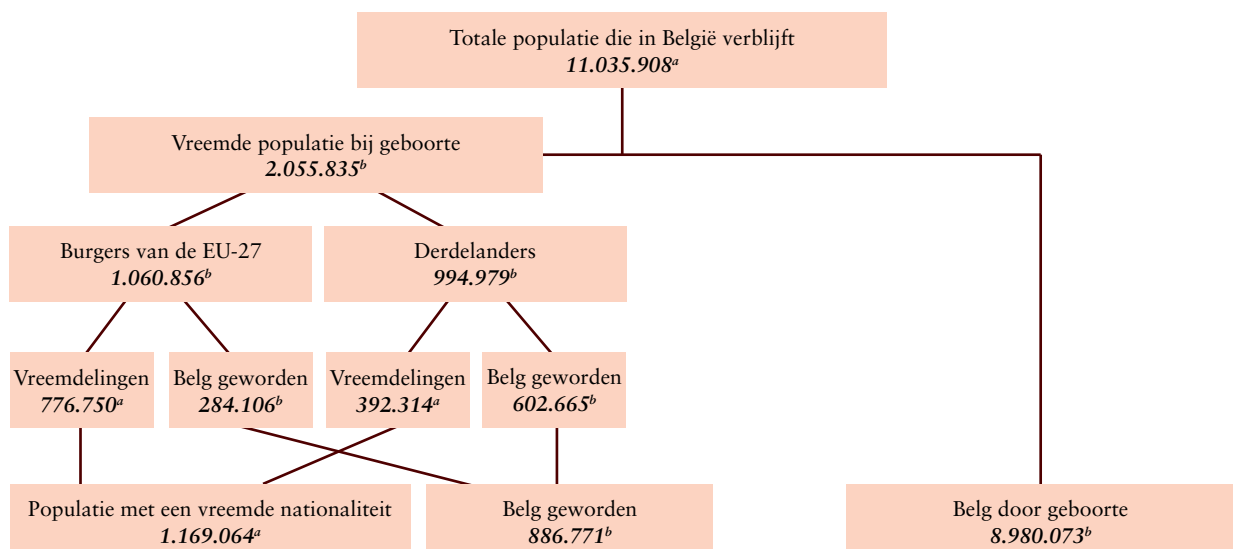 Totale populatie die in België verblijft
11.035.908ᵃ
Vreemde populatie bij geboorte
2.055.835ᵇ
Burgers van de EU-27
1.060.856ᵇ
Derdelanders
994.979ᵇ
Vreemdelingen
776.750ᵃ
Belg geworden
284.106ᵇ
Vreemdelingen
392.314ᵃ
Belg geworden
602.665ᵇ
Populatie met een vreemde nationaliteit
1.169.064ᵃ
Belg geworden
886.771ᵇ
Belg door geboorte
8.980.073ᵇ